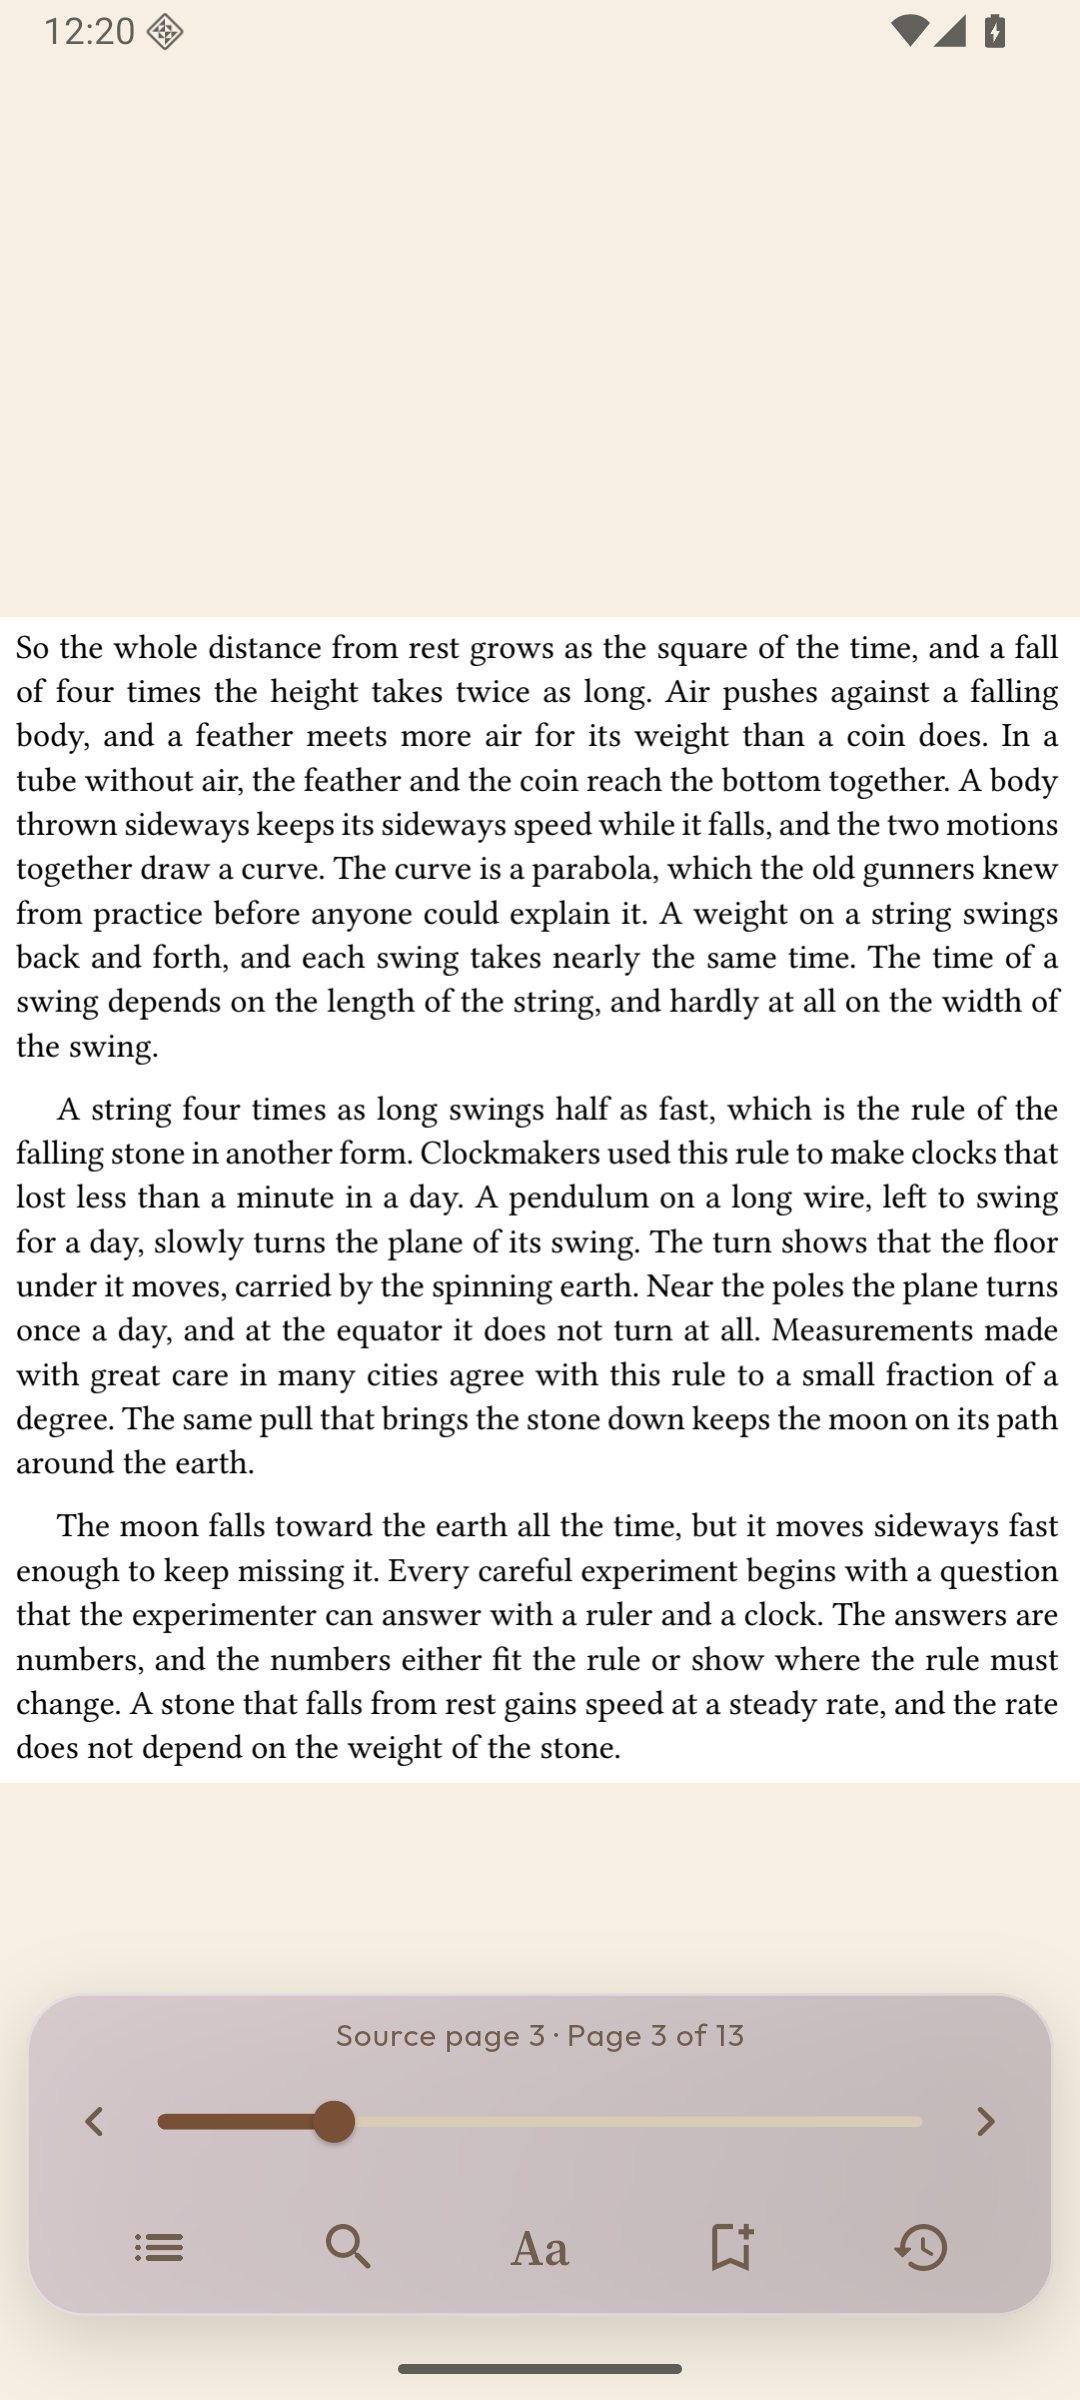 12:20
So the whole distance from rest grows as the square of the time, and a fall
of four times the height takes twice as long. Air pushes against a falling
body, and a feather meets more air for its weight than a coin does. In a
tube without air, the feather and the coin reach the bottom together. A body
thrown sideways keeps its sideways speed while it falls, and the two motions
together draw a curve. The curve is a parabola, which the old gunners knew
from practice before anyone could explain it. A weight on a string swings
back and forth, and each swing takes nearly the same time. The time of a
swing depends on the length of the string, and hardly at all on the width of
the swing.
A string four times as long swings half as fast, which is the rule of the
falling stone in another form. Clockmakers used this rule to make clocks that
lost less than a minute in a day. A pendulum on a long wire, left to swing
for a day, slowly turns the plane of its swing. The turn shows that the floor
under it moves, carried by the spinning earth. Near the poles the plane turns
once a day, and at the equator it does not turn at all. Measurements made
with great care in many cities agree with this rule to a small fraction of a
degree. The same pull that brings the stone down keeps the moon on its path
around the earth.
The moon falls toward the earth all the time, but it moves sideways fast
enough to keep missing it. Every careful experiment begins with a question
that the experimenter can answer with a ruler and a clock. The answers are
numbers, and the numbers either fit the rule or show where the rule must
change. A stone that falls from rest gains speed at a steady rate, and the rate
does not depend on the weight of the stone.
Source page 3 · Page 3 of 13
Aa